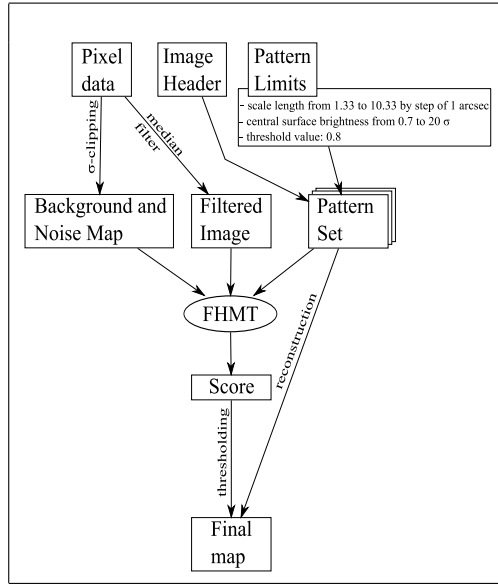 Pixel
data
Image
Header
Pattern
Limits
- scale length from 1.33 to 10.33 by step of 1 arcsec
- central surface brightness from 0.7 to 20 σ
- threshold value: 0.8
σ-clipping
median
filter
Background and
Noise Map
Filtered
Image
Pattern
Set
FHMT
reconstruction
Score
thresholding
Final
map